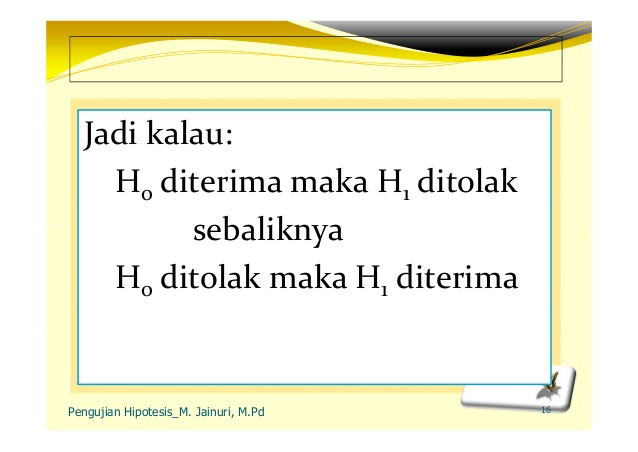 Jadi kalau:
H₀ diterima maka H₁ ditolak
sebaliknya
H₀ ditolak maka H₁ diterima
Pengujian Hipotesis_M. Jainuri, M.Pd
16